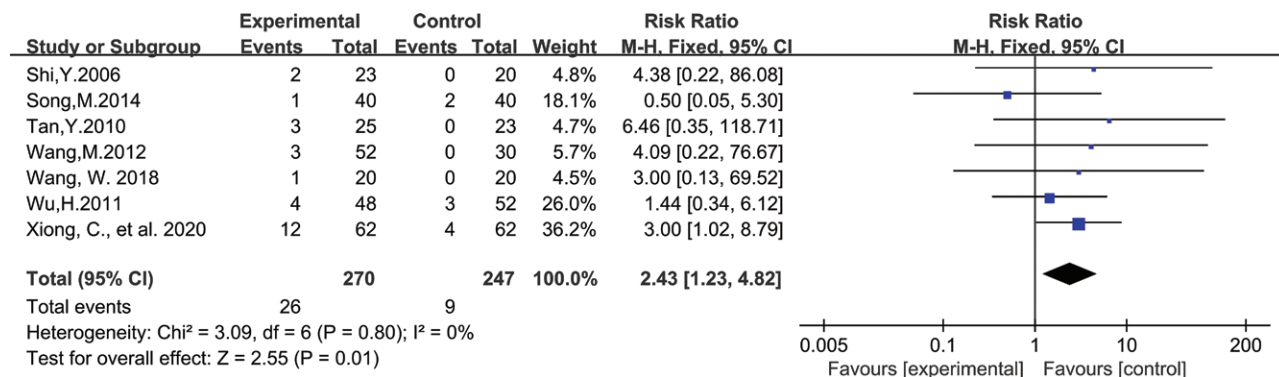 Experimental Control Risk Ratio Risk Ratio
Study or Subgroup Events Total Events Total Weight M-H, Fixed, 95% CI M-H, Fixed, 95% CI
Shi,Y.2006 2 23 0 20 4.8% 4.38 [0.22, 86.08]
Song,M.2014 1 40 2 40 18.1% 0.50 [0.05, 5.30]
Tan,Y.2010 3 25 0 23 4.7% 6.46 [0.35, 118.71]
Wang,M.2012 3 52 0 30 5.7% 4.09 [0.22, 76.67]
Wang, W. 2018 1 20 0 20 4.5% 3.00 [0.13, 69.52]
Wu,H.2011 4 48 3 52 26.0% 1.44 [0.34, 6.12]
Xiong, C., et al. 2020 12 62 4 62 36.2% 3.00 [1.02, 8.79]
Total (95% CI) 270 247 100.0% 2.43 [1.23, 4.82]
Total events 26 9
Heterogeneity: Chi² = 3.09, df = 6 (P = 0.80); I² = 0%
Test for overall effect: Z = 2.55 (P = 0.01)
0.005 0.1 1 10 200
Favours [experimental] Favours [control]